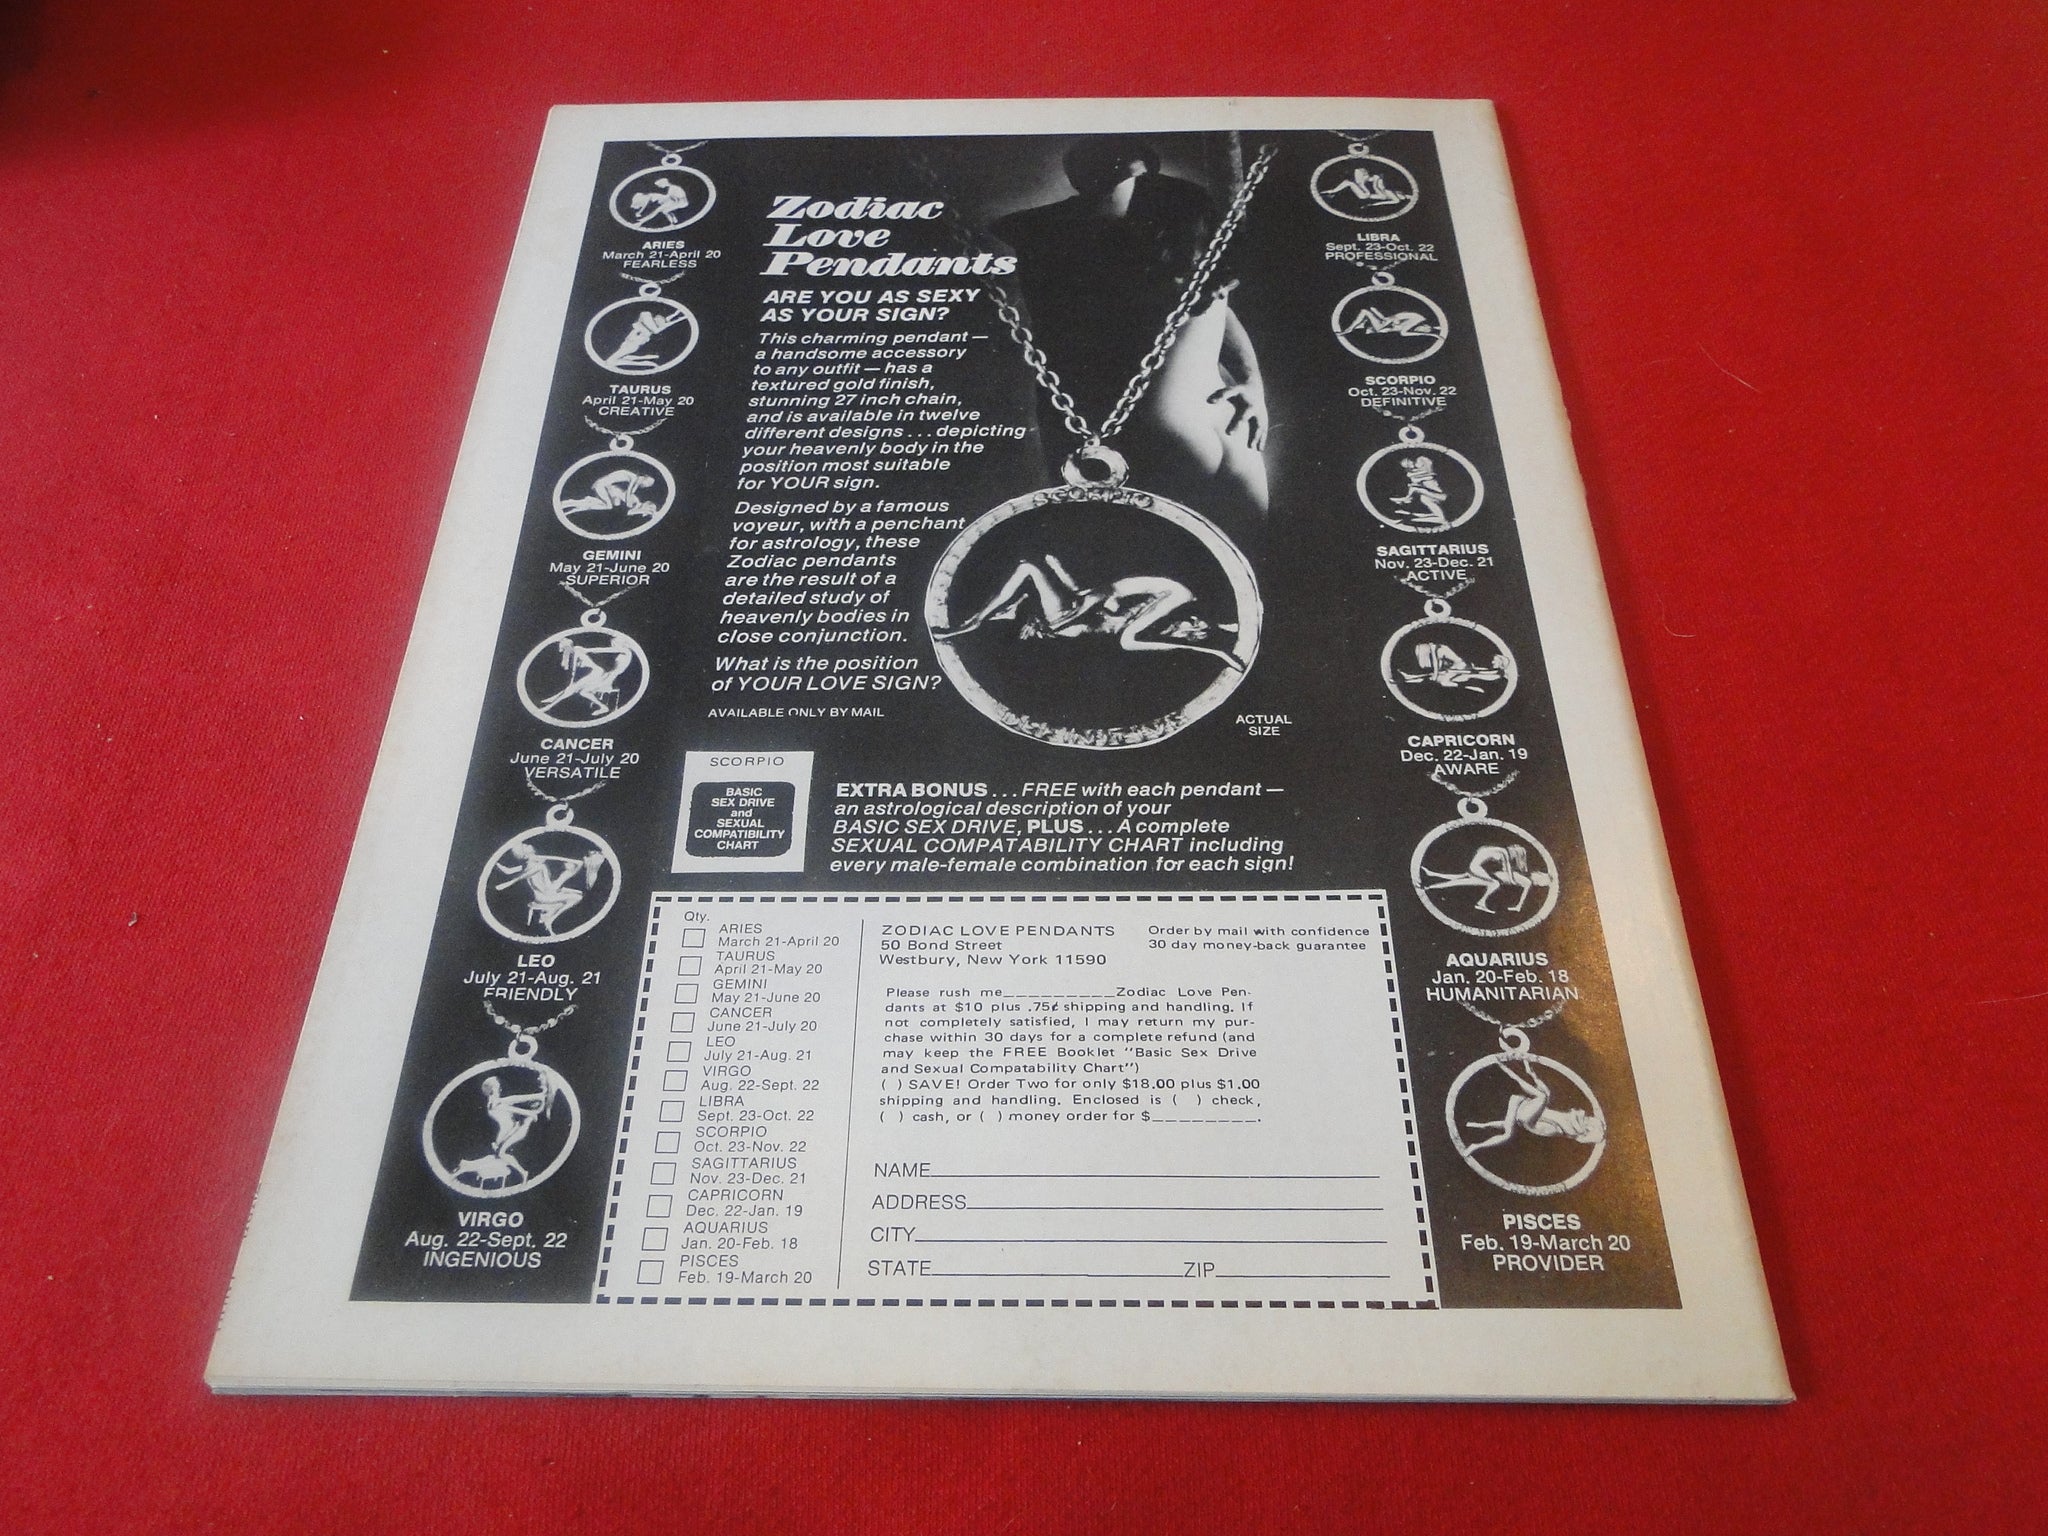 Zodiac
Love
Pendants
ARE YOU AS SEXY
AS YOUR SIGN?
This charming pendant —
a handsome accessory
to any outfit — has a
textured gold finish,
stunning 27 inch chain,
and is available in twelve
different designs . . . depicting
your heavenly body in the
position most suitable
for YOUR sign.
Designed by a famous
voyeur, with a penchant
for astrology, these
Zodiac pendants
are the result of a
detailed study of
heavenly bodies in
close conjunction.
What is the position
of YOUR LOVE SIGN?
AVAILABLE ONLY BY MAIL
ARIES
March 21-April 20
FEARLESS
TAURUS
April 21-May 20
CREATIVE
GEMINI
May 21-June 20
SUPERIOR
CANCER
June 21-July 20
VERSATILE
LEO
July 21-Aug. 21
FRIENDLY
VIRGO
Aug. 22-Sept. 22
INGENIOUS
LIBRA
Sept. 23-Oct. 22
PROFESSIONAL
SCORPIO
Oct. 23-Nov. 22
DEFINITIVE
SAGITTARIUS
Nov. 23-Dec. 21
ACTIVE
CAPRICORN
Dec. 22-Jan. 19
AWARE
AQUARIUS
Jan. 20-Feb. 18
HUMANITARIAN
PISCES
Feb. 19-March 20
PROVIDER
SCORPIO
ACTUAL
SIZE
SCORPIO
BASIC
SEX DRIVE
and
SEXUAL
COMPATIBILITY
CHART
EXTRA BONUS . . . FREE with each pendant —
an astrological description of your
BASIC SEX DRIVE, PLUS . . . A complete
SEXUAL COMPATABILITY CHART including
every male-female combination for each sign!
Qty.
ARIES
March 21-April 20
TAURUS
April 21-May 20
GEMINI
May 21-June 20
CANCER
June 21-July 20
LEO
July 21-Aug. 21
VIRGO
Aug. 22-Sept. 22
LIBRA
Sept. 23-Oct. 22
SCORPIO
Oct. 23-Nov. 22
SAGITTARIUS
Nov. 23-Dec. 21
CAPRICORN
Dec. 22-Jan. 19
AQUARIUS
Jan. 20-Feb. 18
PISCES
Feb. 19-March 20
ZODIAC LOVE PENDANTS
50 Bond Street
Westbury, New York 11590
Order by mail with confidence
30 day money-back guarantee
Please rush me_________Zodiac Love Pen-
dants at $10 plus .75¢ shipping and handling. If
not completely satisfied, I may return my pur-
chase within 30 days for a complete refund (and
may keep the FREE Booklet "Basic Sex Drive
and Sexual Compatability Chart")
( ) SAVE! Order Two for only $18.00 plus $1.00
shipping and handling. Enclosed is ( ) check,
( ) cash, or ( ) money order for $________.
NAME
ADDRESS
CITY
STATE ZIP